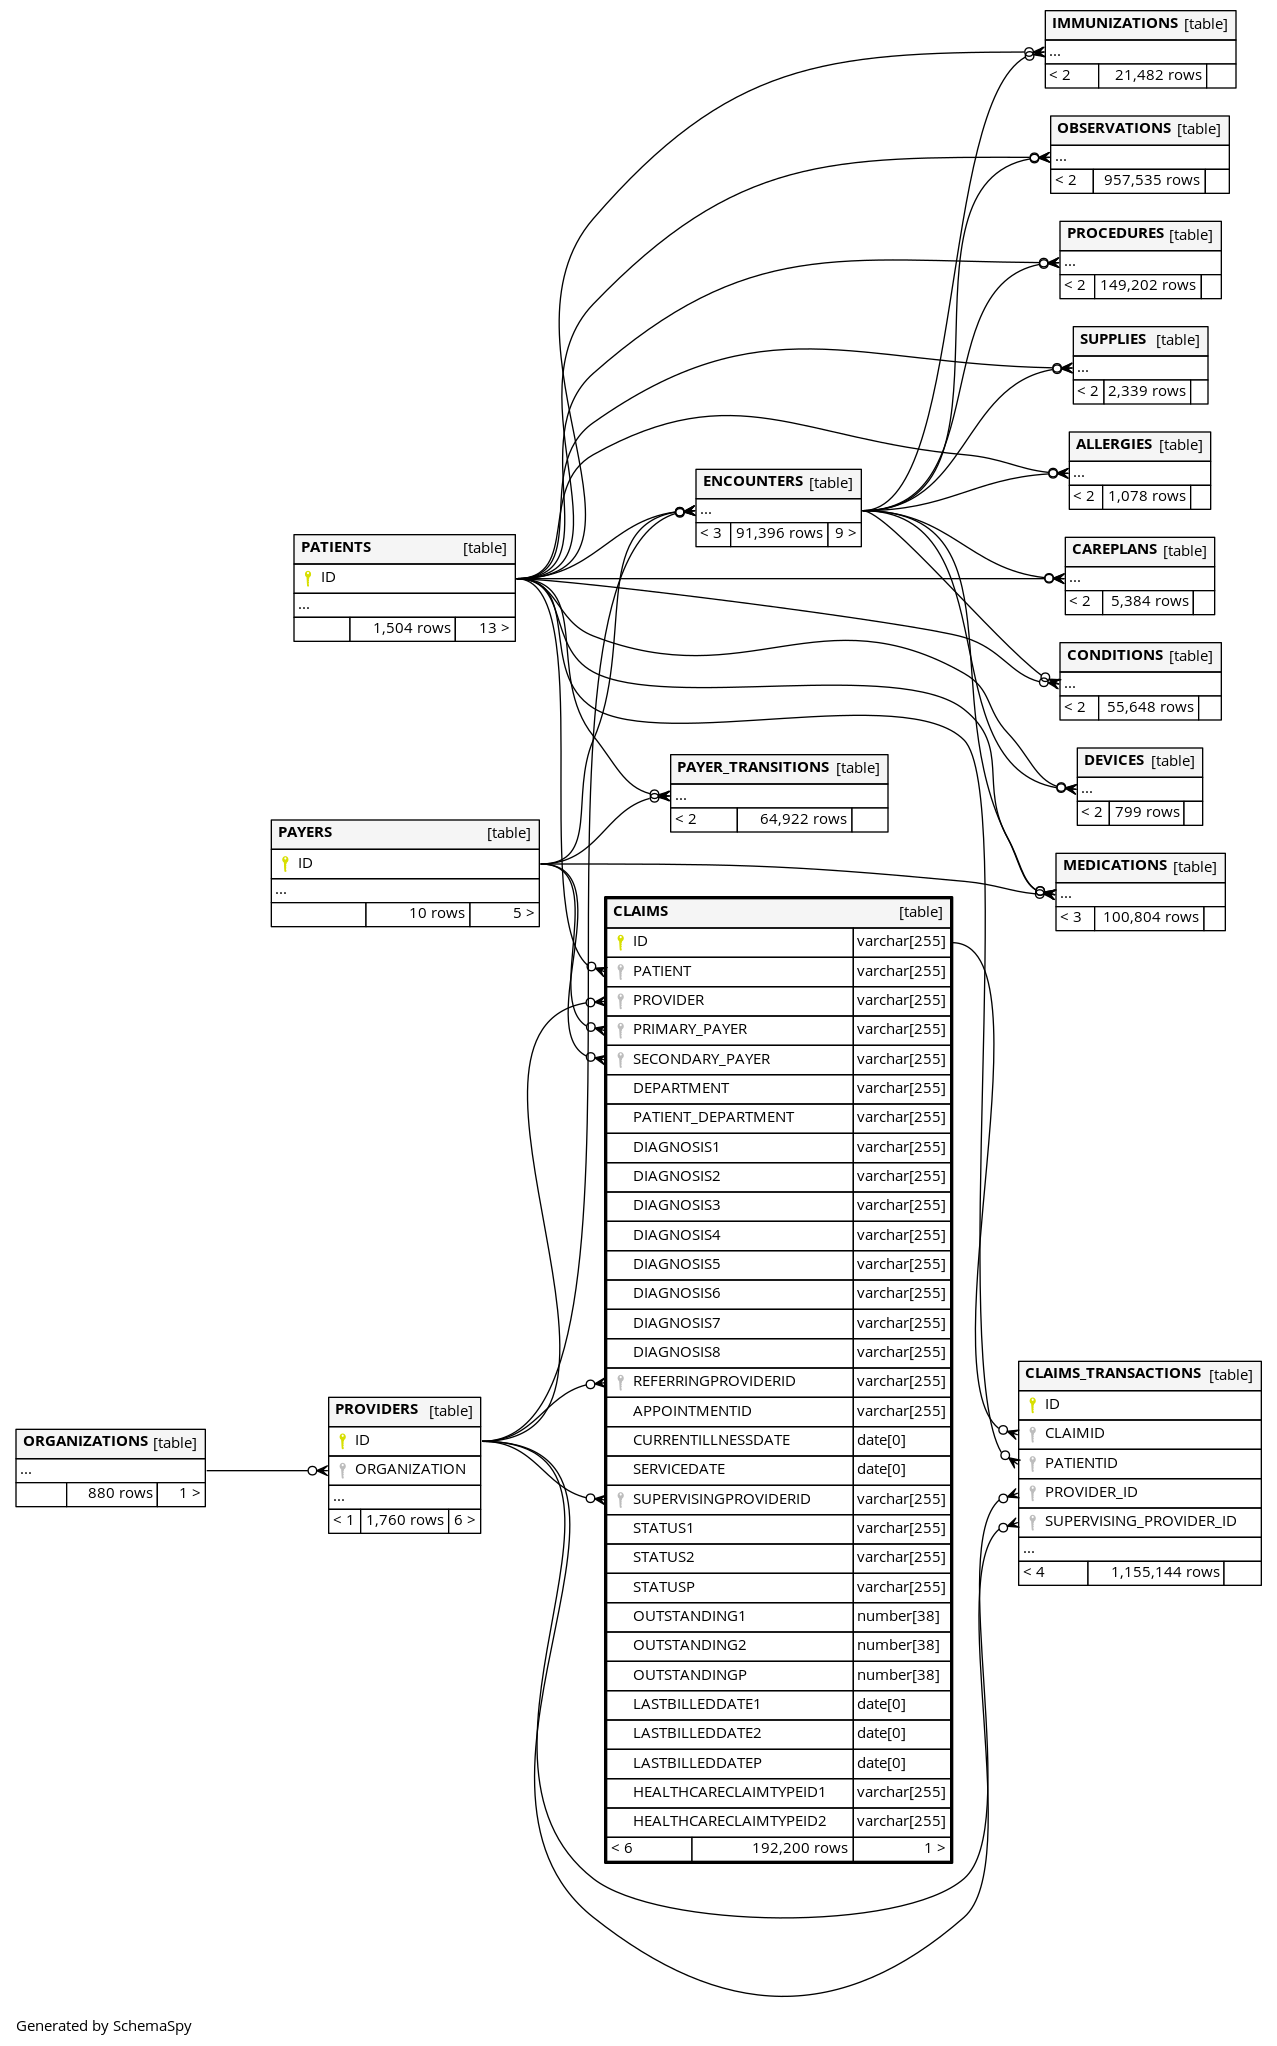 IMMUNIZATIONS [table]
...
< 2 21,482 rows
OBSERVATIONS [table]
...
< 2 957,535 rows
PROCEDURES [table]
...
< 2 149,202 rows
SUPPLIES [table]
...
< 2 2,339 rows
ALLERGIES [table]
...
< 2 1,078 rows
ENCOUNTERS [table]
...
< 3 91,396 rows 9 >
PATIENTS [table]
ID
...
1,504 rows 13 >
CAREPLANS [table]
...
< 2 5,384 rows
CONDITIONS [table]
...
< 2 55,648 rows
DEVICES [table]
...
< 2 799 rows
PAYER_TRANSITIONS [table]
...
< 2 64,922 rows
PAYERS [table]
ID
...
10 rows 5 >
MEDICATIONS [table]
...
< 3 100,804 rows
CLAIMS [table]
ID varchar[255]
PATIENT varchar[255]
PROVIDER varchar[255]
PRIMARY_PAYER varchar[255]
SECONDARY_PAYER varchar[255]
DEPARTMENT varchar[255]
PATIENT_DEPARTMENT varchar[255]
DIAGNOSIS1 varchar[255]
DIAGNOSIS2 varchar[255]
DIAGNOSIS3 varchar[255]
DIAGNOSIS4 varchar[255]
DIAGNOSIS5 varchar[255]
DIAGNOSIS6 varchar[255]
DIAGNOSIS7 varchar[255]
DIAGNOSIS8 varchar[255]
REFERRINGPROVIDERID varchar[255]
APPOINTMENTID varchar[255]
CURRENTILLNESSDATE date[0]
SERVICEDATE date[0]
SUPERVISINGPROVIDERID varchar[255]
STATUS1 varchar[255]
STATUS2 varchar[255]
STATUSP varchar[255]
OUTSTANDING1 number[38]
OUTSTANDING2 number[38]
OUTSTANDINGP number[38]
LASTBILLEDDATE1 date[0]
LASTBILLEDDATE2 date[0]
LASTBILLEDDATEP date[0]
HEALTHCARECLAIMTYPEID1 varchar[255]
HEALTHCARECLAIMTYPEID2 varchar[255]
< 6 192,200 rows 1 >
CLAIMS_TRANSACTIONS [table]
ID
CLAIMID
PATIENTID
PROVIDER_ID
SUPERVISING_PROVIDER_ID
...
< 4 1,155,144 rows
PROVIDERS [table]
ID
ORGANIZATION
...
< 1 1,760 rows 6 >
ORGANIZATIONS [table]
...
880 rows 1 >
Generated by SchemaSpy